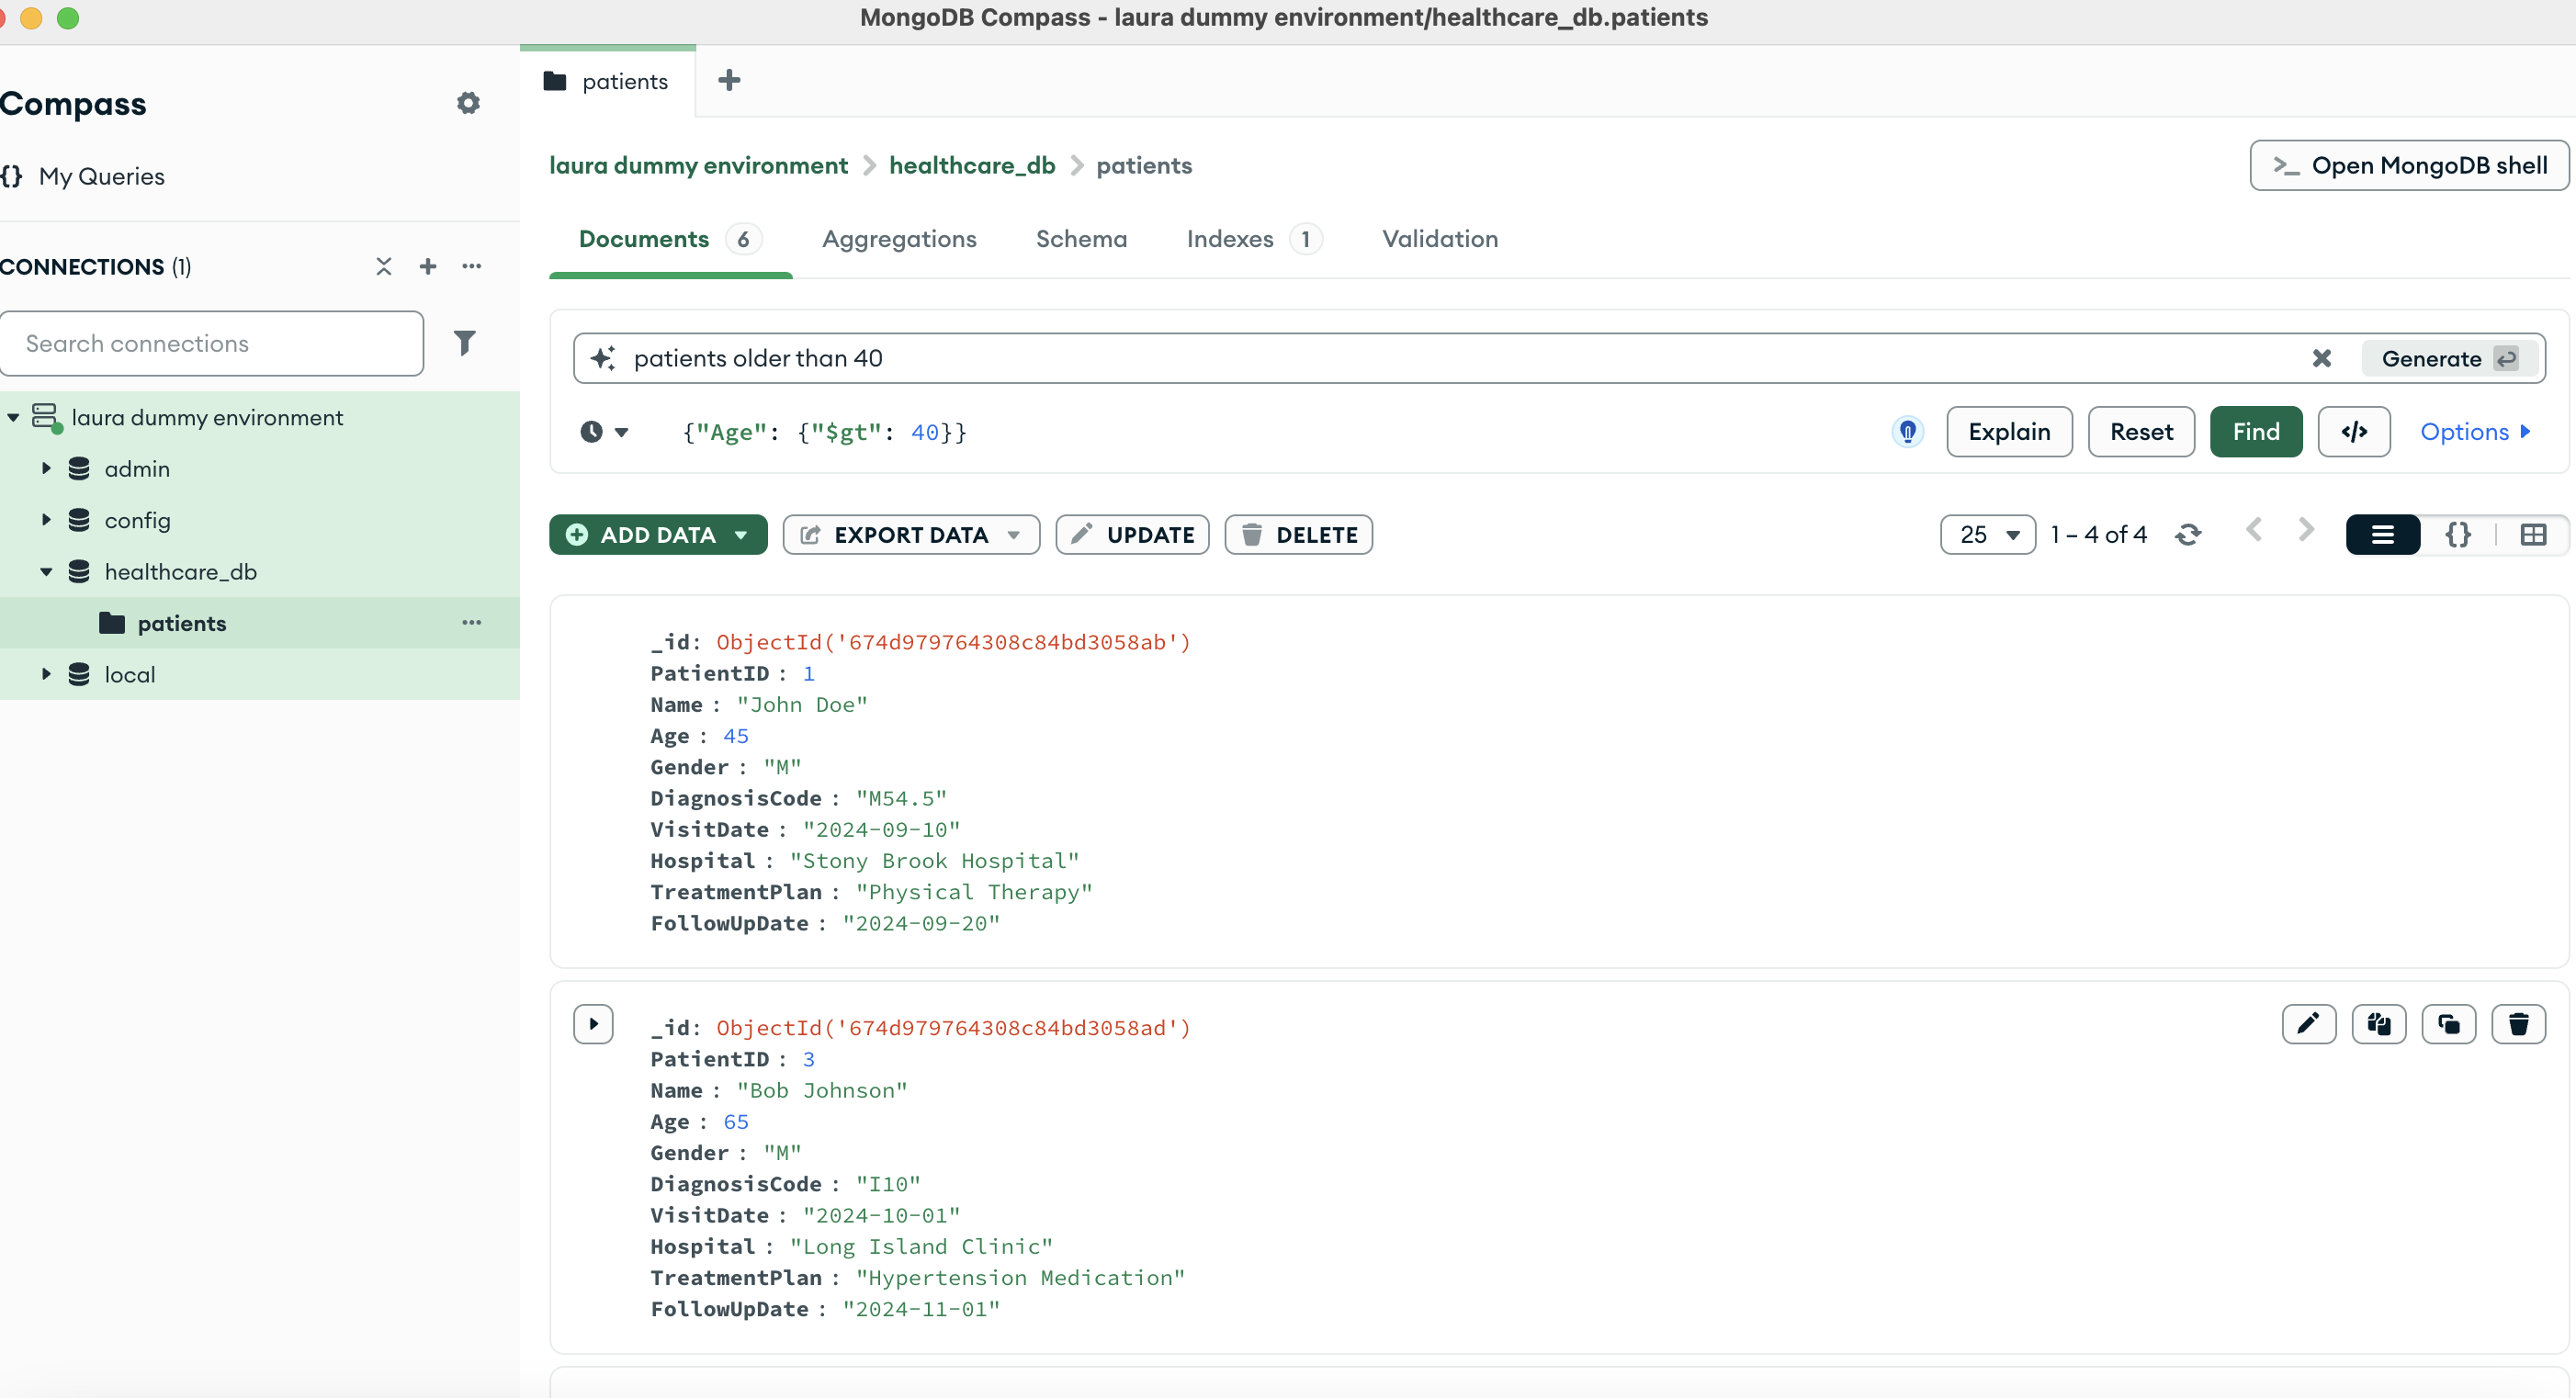 MongoDB Compass - laura dummy environment/healthcare_db.patients
Compass
{} My Queries
CONNECTIONS (1)
Search connections
laura dummy environment
admin
config
healthcare_db
patients
local
patients
laura dummy environment > healthcare_db > patients
>_ Open MongoDB shell
Documents 6 Aggregations Schema Indexes 1 Validation
patients older than 40
Generate
{"Age": {"$gt": 40}}
Explain Reset Find </> Options
ADD DATA EXPORT DATA UPDATE DELETE
25 1 – 4 of 4 {}
_id: ObjectId('674d979764308c84bd3058ab')
PatientID : 1
Name : "John Doe"
Age : 45
Gender : "M"
DiagnosisCode : "M54.5"
VisitDate : "2024-09-10"
Hospital : "Stony Brook Hospital"
TreatmentPlan : "Physical Therapy"
FollowUpDate : "2024-09-20"
_id: ObjectId('674d979764308c84bd3058ad')
PatientID : 3
Name : "Bob Johnson"
Age : 65
Gender : "M"
DiagnosisCode : "I10"
VisitDate : "2024-10-01"
Hospital : "Long Island Clinic"
TreatmentPlan : "Hypertension Medication"
FollowUpDate : "2024-11-01"